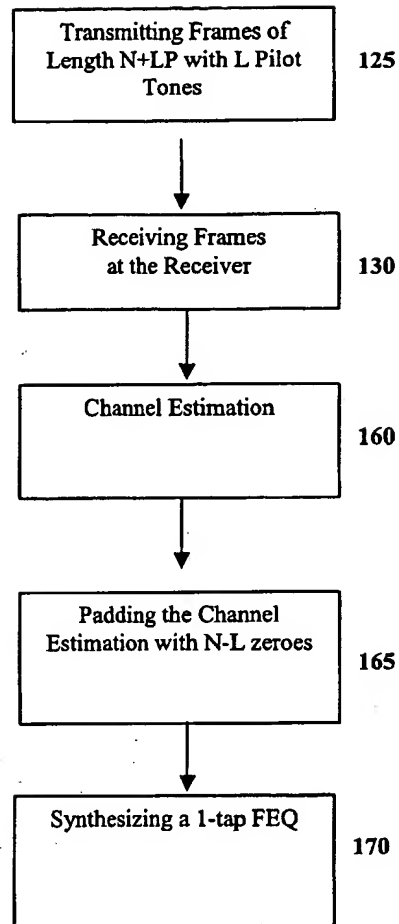 Transmitting Frames of
Length N+LP with L Pilot
Tones
125
Receiving Frames
at the Receiver
130
Channel Estimation
160
Padding the Channel
Estimation with N-L zeroes
165
Synthesizing a 1-tap FEQ
170